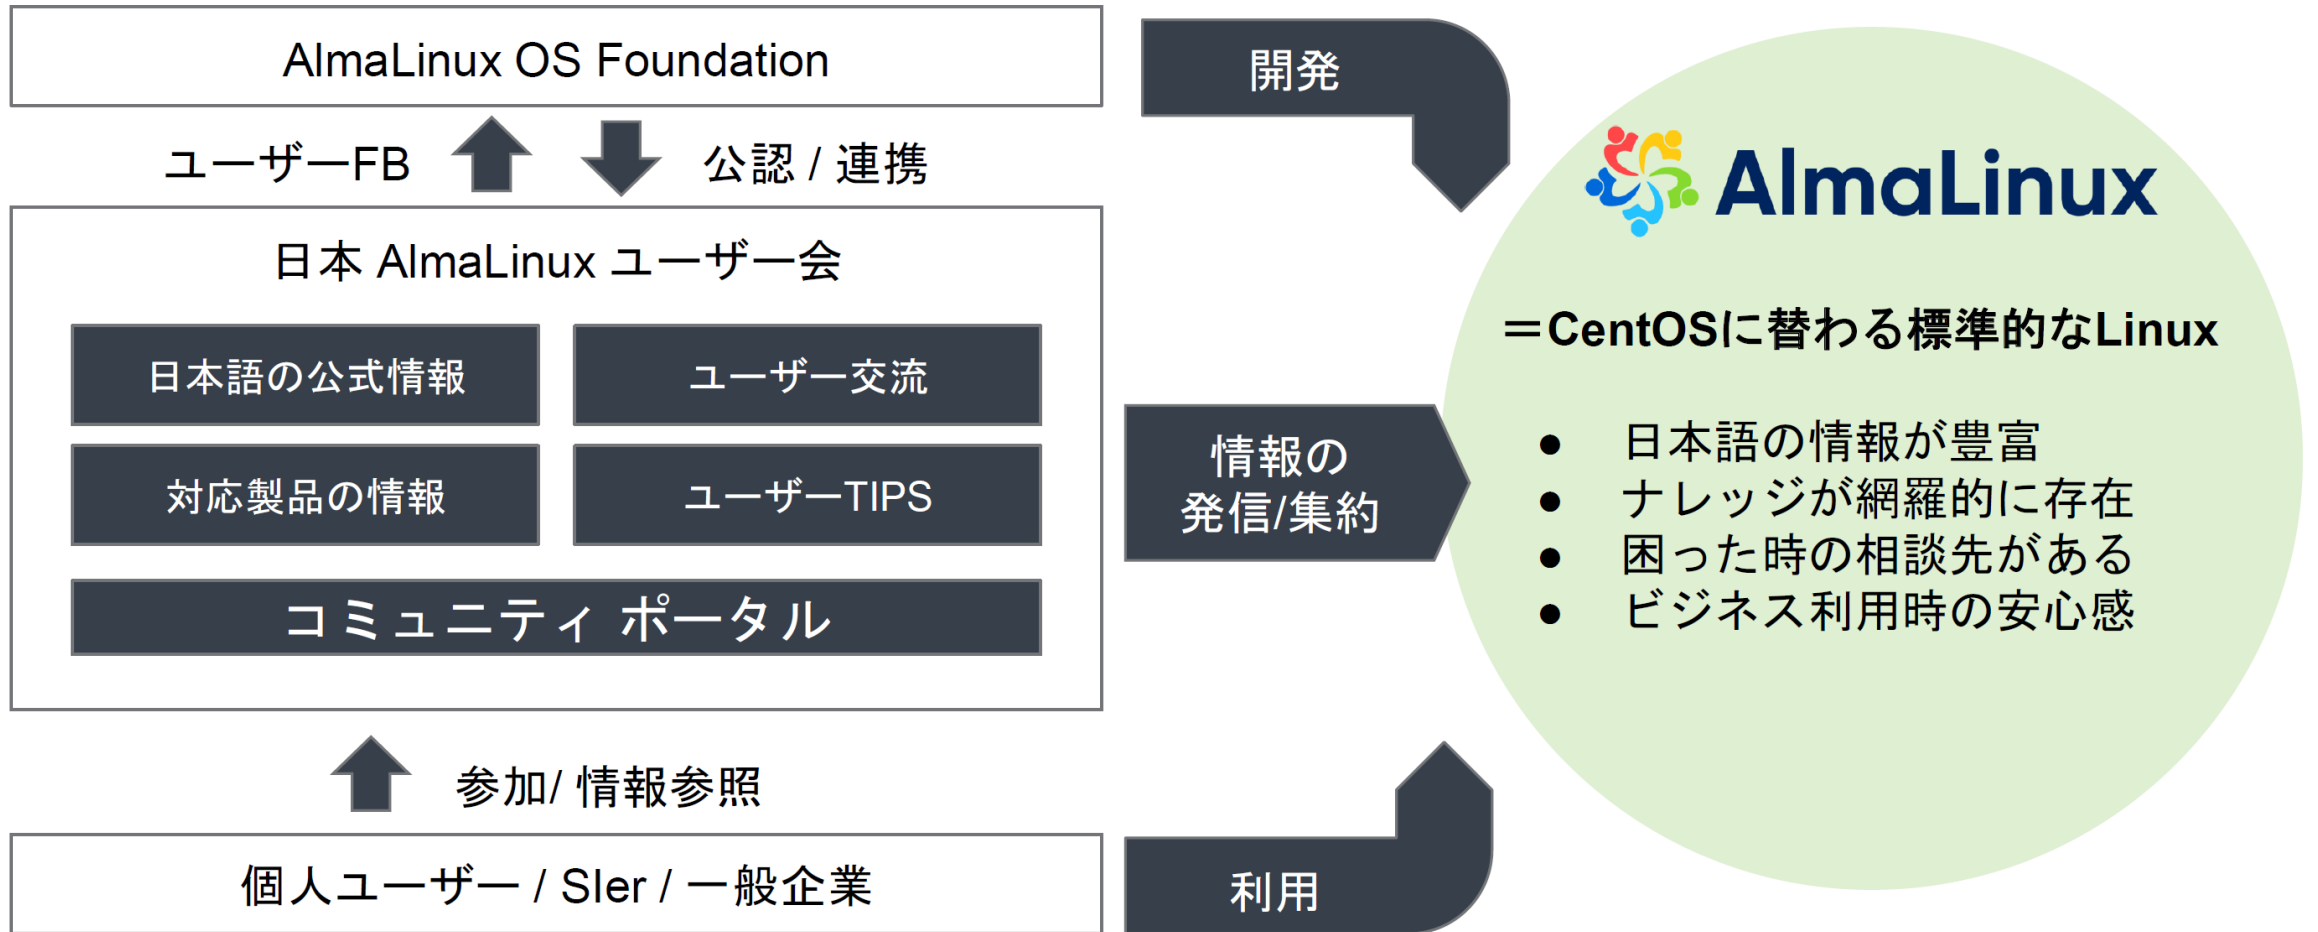 AlmaLinux OS Foundation
ユーザーFB
公認 / 連携
日本 AlmaLinux ユーザー会
日本語の公式情報
ユーザー交流
対応製品の情報
ユーザーTIPS
コミュニティ ポータル
参加/ 情報参照
個人ユーザー / SIer / 一般企業
開発
情報の
発信/集約
利用
AlmaLinux
＝CentOSに替わる標準的なLinux
● 日本語の情報が豊富
● ナレッジが網羅的に存在
● 困った時の相談先がある
● ビジネス利用時の安心感